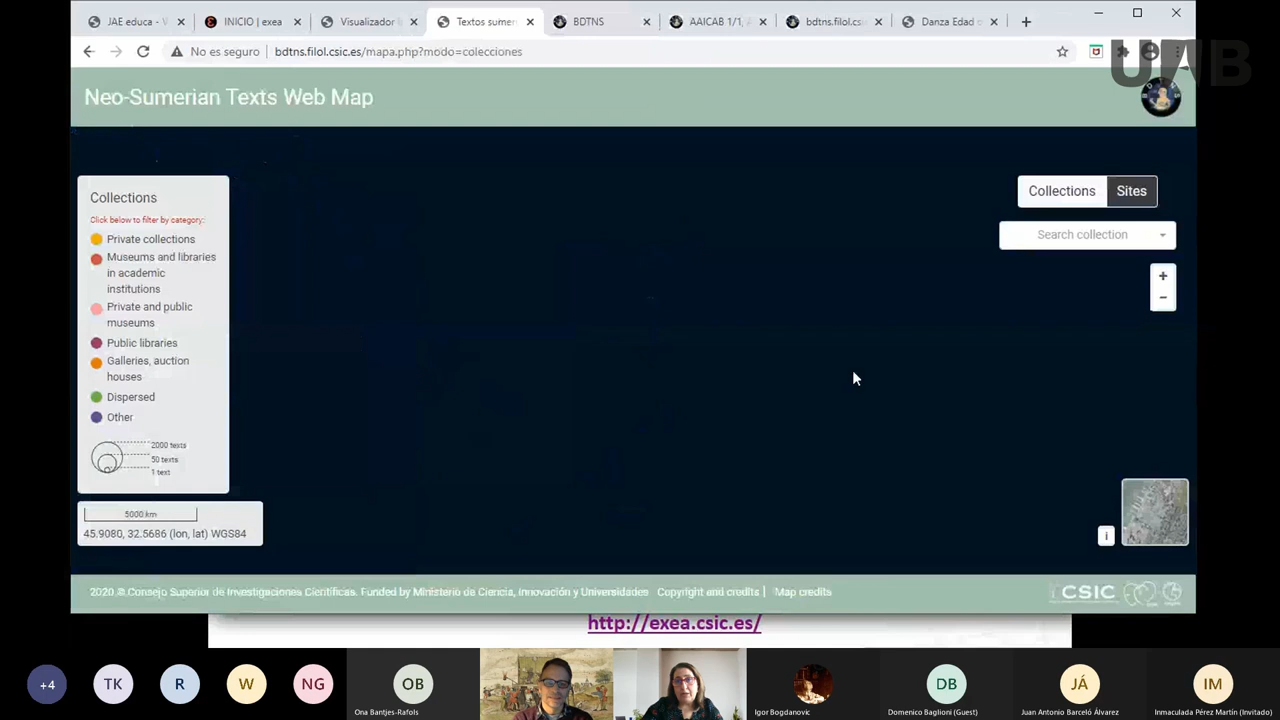 JAE educa - V
INICIO | exea
Visualizador
Textos sumer
BDTNS
AAICAB 1/1,
bdtns.filol.csic
Danza Edad
No es seguro
bdtns.filol.csic.es/mapa.php?modo=colecciones
UAB
Neo-Sumerian Texts Web Map
Collections
Click below to filter by category:
Private collections
Museums and libraries
in academic
institutions
Private and public
museums
Public libraries
Galleries, auction
houses
Dispersed
Other
2000 texts
50 texts
1 text
5000 km
45.9080, 32.5686 (lon, lat) WGS84
Collections
Sites
Search collection
+
−
i
2020 © Consejo Superior de Investigaciones Científicas. Funded by Ministerio de Ciencia, Innovación y Universidades
Copyright and credits |
Map credits
CSIC
http://exea.csic.es/
+4
TK
R
W
NG
OB
Ona Bantjes-Rafols
Igor Bogdanovic
DB
Domenico Baglioni (Guest)
JÁ
Juan Antonio Barceló Álvarez
IM
Inmaculada Pérez Martín (Invitado)